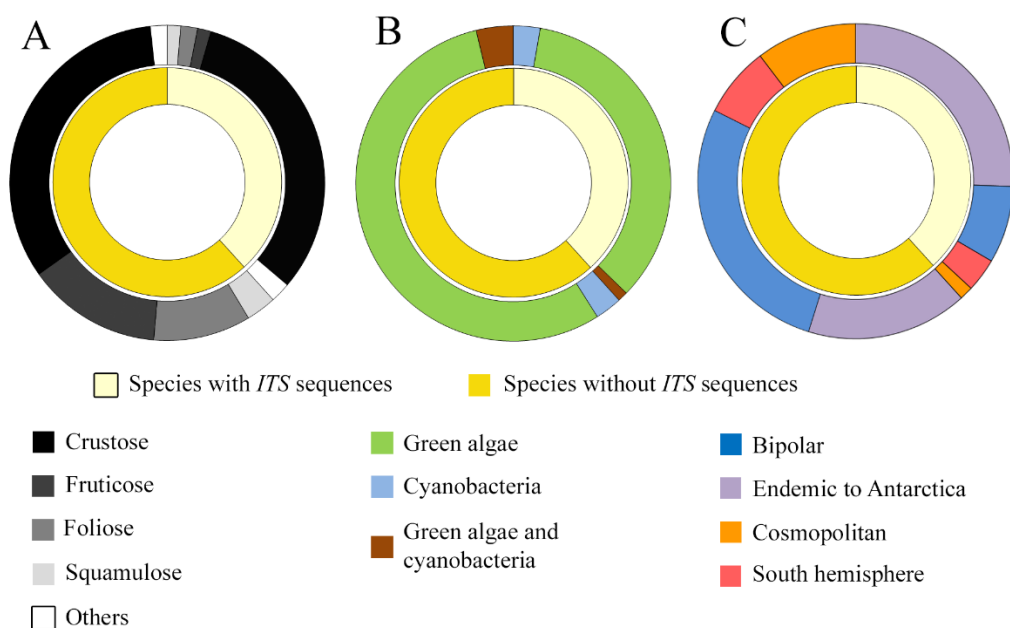 A
B
C
Species with ITS sequences
Species without ITS sequences
Crustose
Fruticose
Foliose
Squamulose
Others
Green algae
Cyanobacteria
Green algae and
cyanobacteria
Bipolar
Endemic to Antarctica
Cosmopolitan
South hemisphere